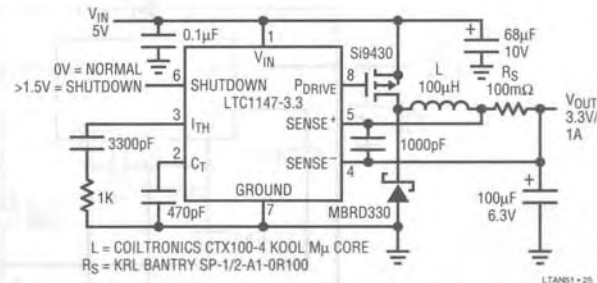 VIN
5V
0.1µF
1
VIN
Si9430
+
68µF
10V
0V = NORMAL
>1.5V = SHUTDOWN
6
SHUTDOWN
PDRIVE
8
L
100µH
RS
100mΩ
LTC1147-3.3
VOUT
3.3V/
1A
3
ITH
SENSE+
5
3300pF
1000pF
2
CT
SENSE−
4
1K
470pF
GROUND
7
MBRD330
+
100µF
6.3V
L = COILTRONICS CTX100-4 KOOL Mµ CORE
RS = KRL BANTRY SP-1/2-A1-0R100
LTAN51 • 25